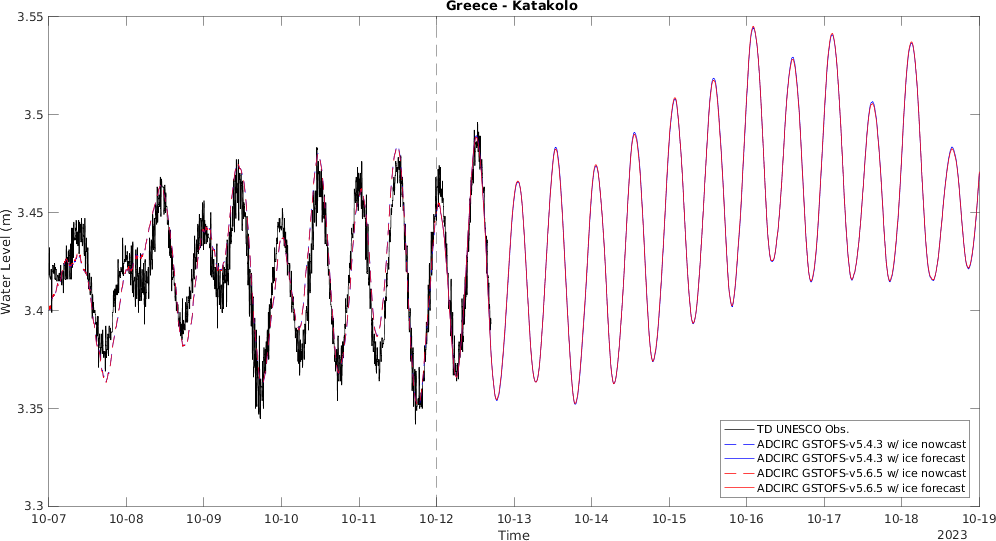 Greece - Katakolo
3.55
3.5
3.45
3.4
3.35
3.3
Water Level (m)
TD UNESCO Obs.
ADCIRC GSTOFS-v5.4.3 w/ ice nowcast
ADCIRC GSTOFS-v5.4.3 w/ ice forecast
ADCIRC GSTOFS-v5.6.5 w/ ice nowcast
ADCIRC GSTOFS-v5.6.5 w/ ice forecast
10-07 10-08 10-09 10-10 10-11 10-12 10-13 10-14 10-15 10-16 10-17 10-18 10-19
Time
2023